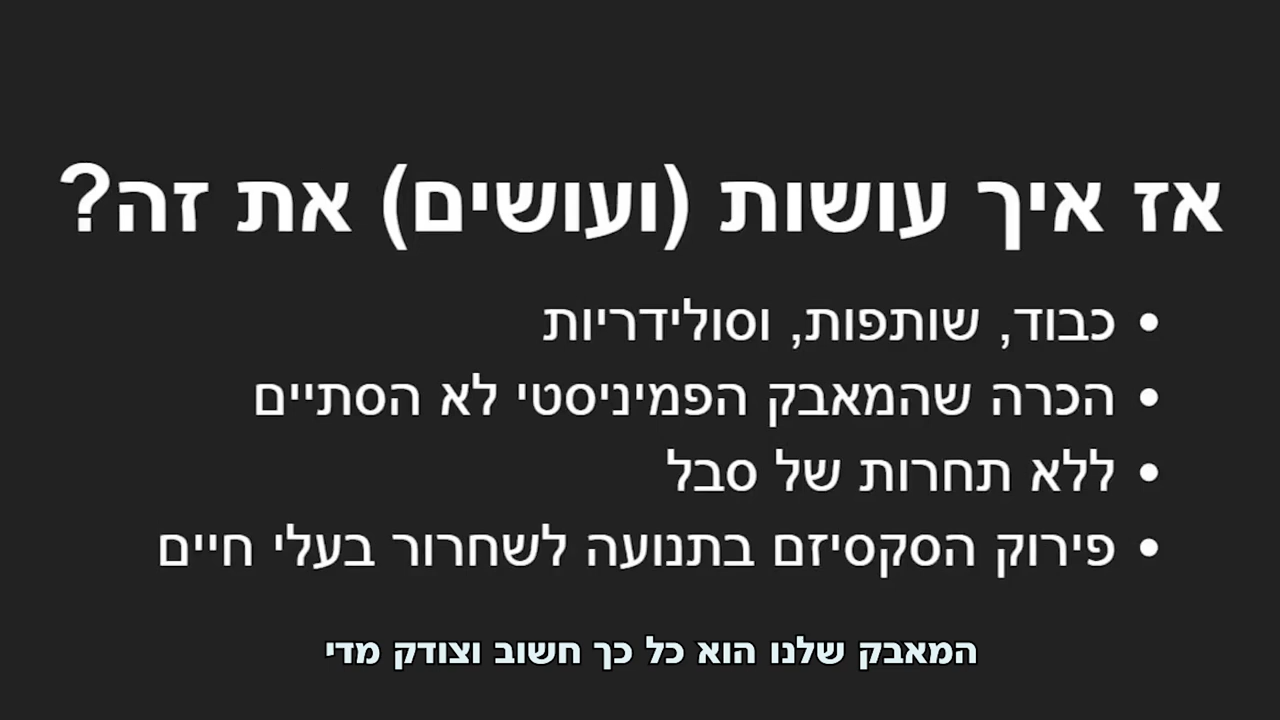 אז איך עושות (ועושים) את זה?
• כבוד, שותפות, וסולידריות
• הכרה שהמאבק הפמיניסטי לא הסתיים
• ללא תחרות של סבל
• פירוק הסקסיזם בתנועה לשחרור בעלי חיים
המאבק שלנו הוא כל כך חשוב וצודק מדי